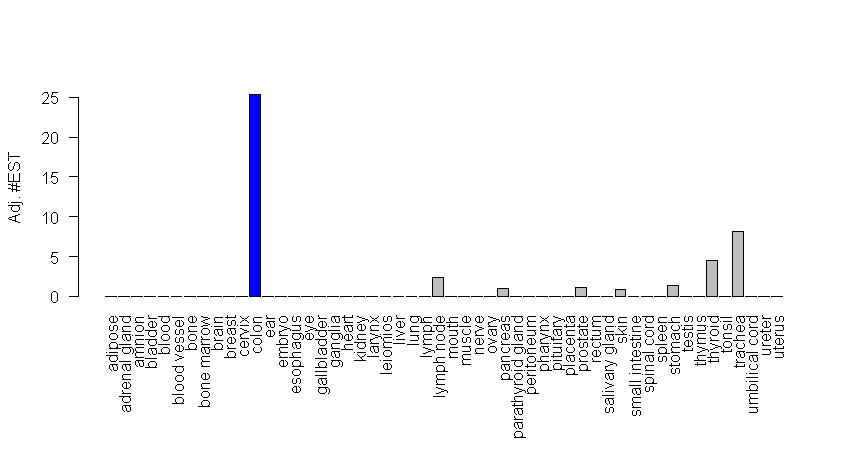 Adj. #EST
25
20
15
10
5
0
adipose
adrenal gland
amnion
bladder
blood
blood vessel
bone
bone marrow
brain
breast
cervix
colon
ear
embryo
esophagus
eye
gallbladder
ganglia
heart
kidney
larynx
leiomios
liver
lung
lymph
lymph node
mouth
muscle
nerve
ovary
pancreas
parathyroid gland
peritoneum
pharynx
pituitary
placenta
prostate
rectum
salivary gland
skin
small intestine
spinal cord
spleen
stomach
testis
thymus
thyroid
tonsil
trachea
umbilical cord
ureter
uterus